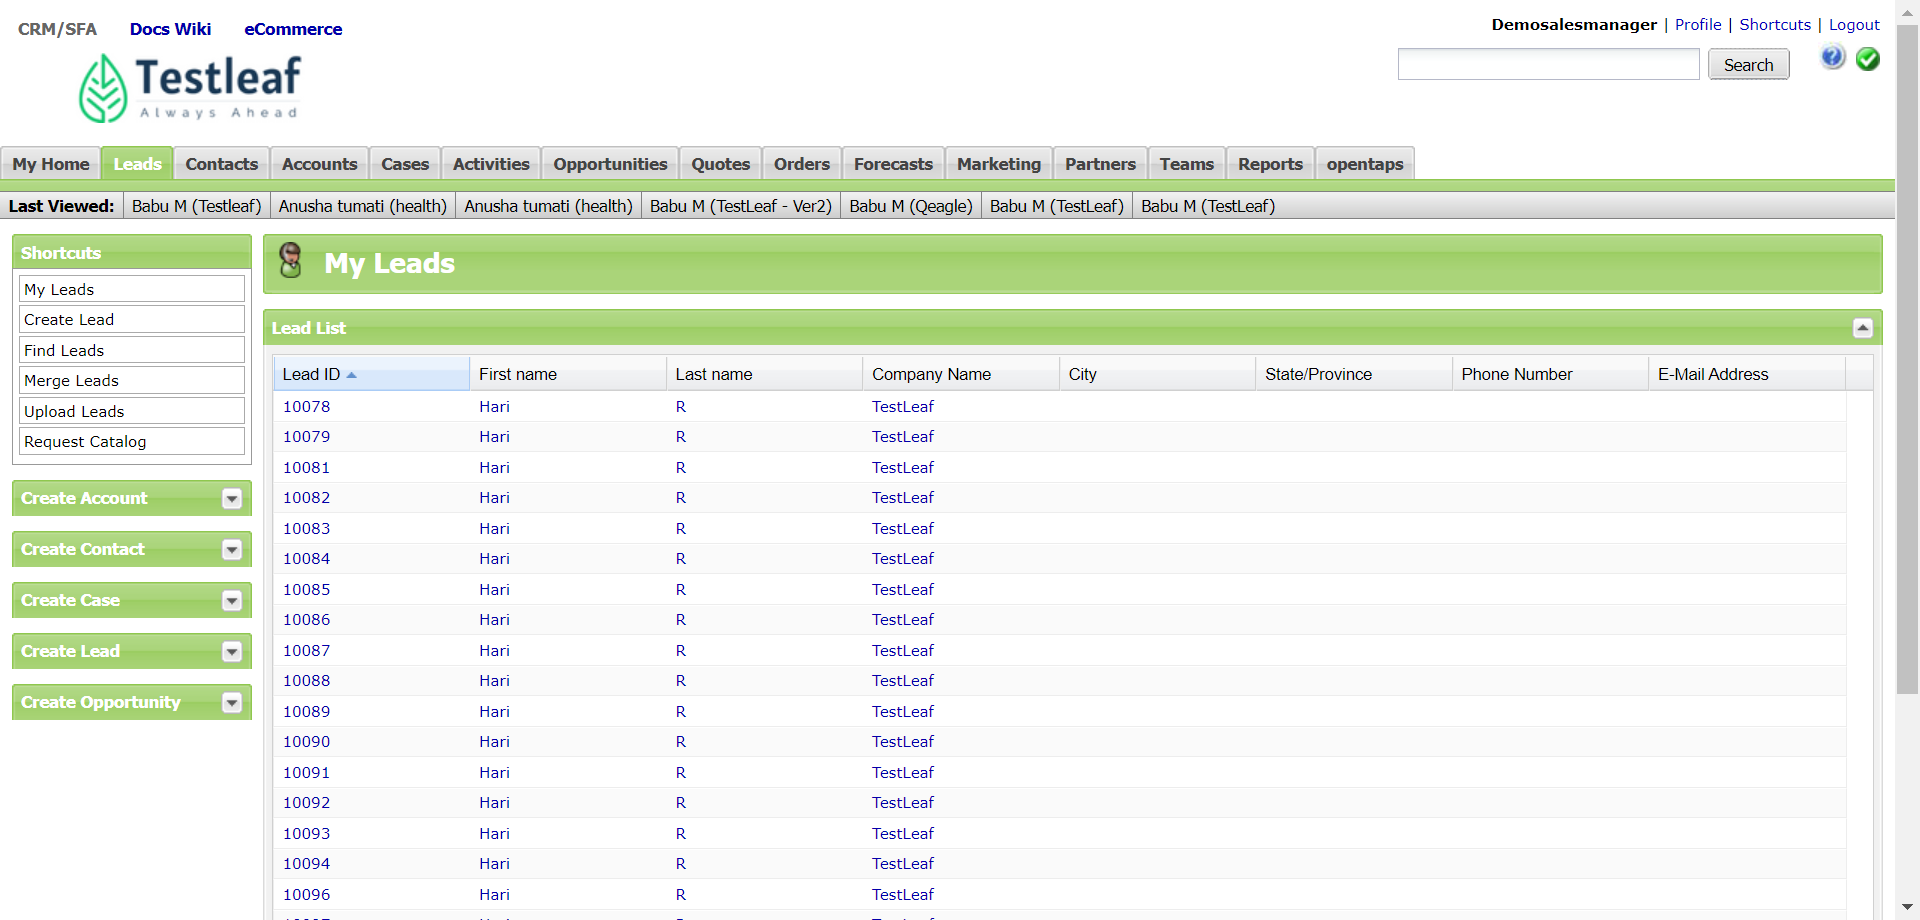 CRM/SFA Docs Wiki eCommerce
Demosalesmanager | Profile | Shortcuts | Logout
Testleaf
Always Ahead
Search
My Home Leads Contacts Accounts Cases Activities Opportunities Quotes Orders Forecasts Marketing Partners Teams Reports opentaps
Last Viewed: Babu M (Testleaf) Anusha tumati (health) Anusha tumati (health) Babu M (TestLeaf - Ver2) Babu M (Qeagle) Babu M (TestLeaf) Babu M (TestLeaf)
Shortcuts
My Leads
Create Lead
Find Leads
Merge Leads
Upload Leads
Request Catalog
Create Account
Create Contact
Create Case
Create Lead
Create Opportunity
My Leads
Lead List
Lead ID First name Last name Company Name City State/Province Phone Number E-Mail Address
10078 Hari R TestLeaf
10079 Hari R TestLeaf
10081 Hari R TestLeaf
10082 Hari R TestLeaf
10083 Hari R TestLeaf
10084 Hari R TestLeaf
10085 Hari R TestLeaf
10086 Hari R TestLeaf
10087 Hari R TestLeaf
10088 Hari R TestLeaf
10089 Hari R TestLeaf
10090 Hari R TestLeaf
10091 Hari R TestLeaf
10092 Hari R TestLeaf
10093 Hari R TestLeaf
10094 Hari R TestLeaf
10096 Hari R TestLeaf